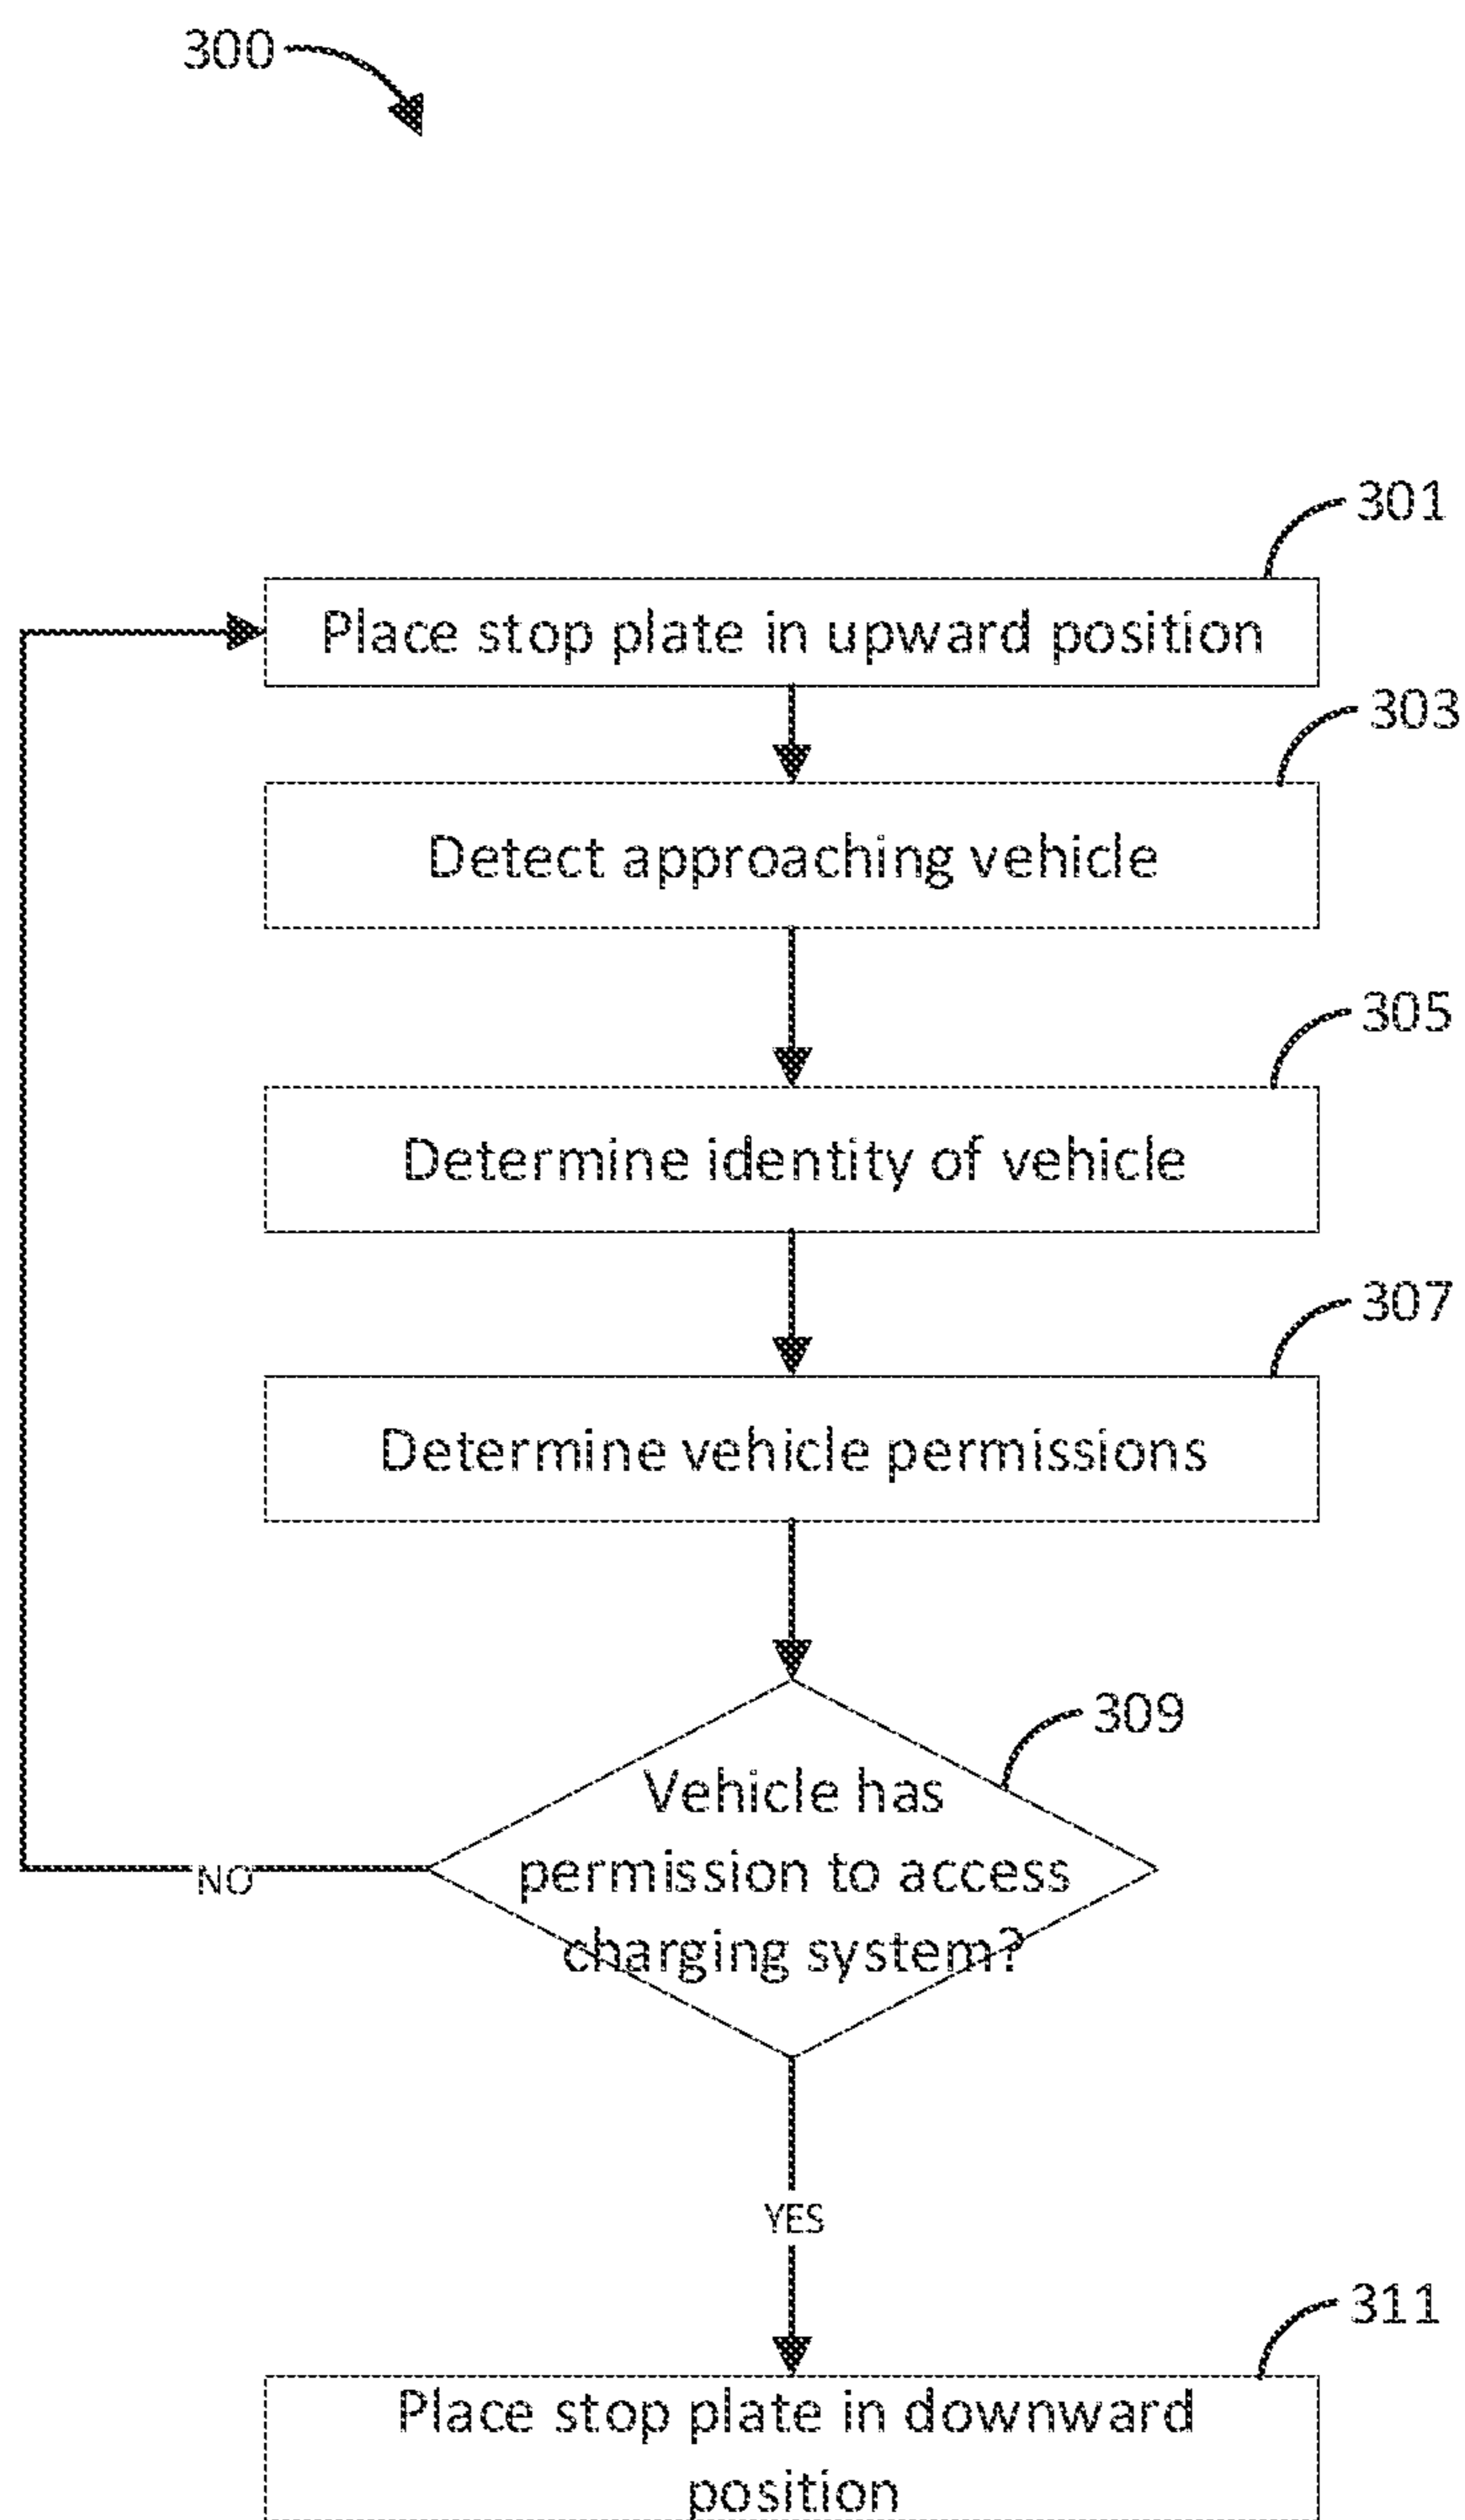 300
301
Place stop plate in upward position
303
Detect approaching vehicle
305
Determine identity of vehicle
307
Determine vehicle permissions
309
Vehicle has
permission to access
charging system?
NO
YES
311
Place stop plate in downward
position